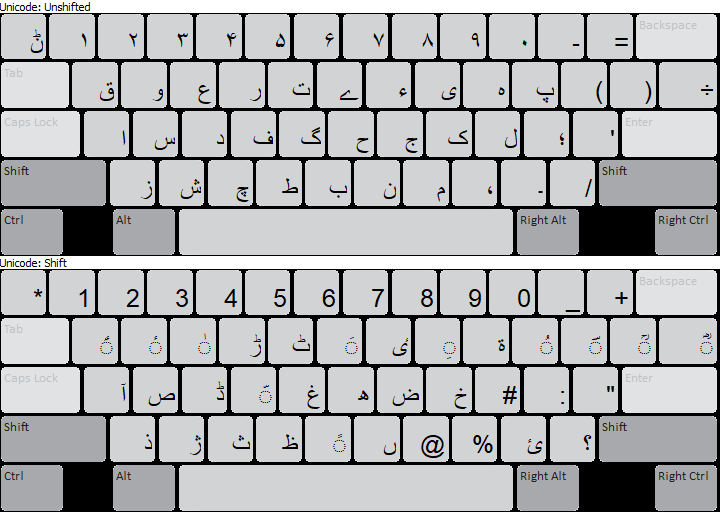 Unicode: Unshifted
۱ ۲ ۳ ۴ ۵ ۶ ۷ ۸ ۹ ۰ - = Backspace
Tab ق و ع ر ت ے ء ی ہ پ ( ) ÷
Caps Lock ا س د ف گ ح ج ک ل ؛ ' Enter
Shift ز ش چ ط ب ن م ، ۔ / Shift
Ctrl Alt Right Alt Right Ctrl
Unicode: Shift
* 1 2 3 4 5 6 7 8 9 0 _ + Backspace
Tab ڑ ٹ ۃ
Caps Lock آ ص ڈ غ ھ ض خ # : " Enter
Shift ذ ژ ث ظ ں @ % ئ ؟ Shift
Ctrl Alt Right Alt Right Ctrl